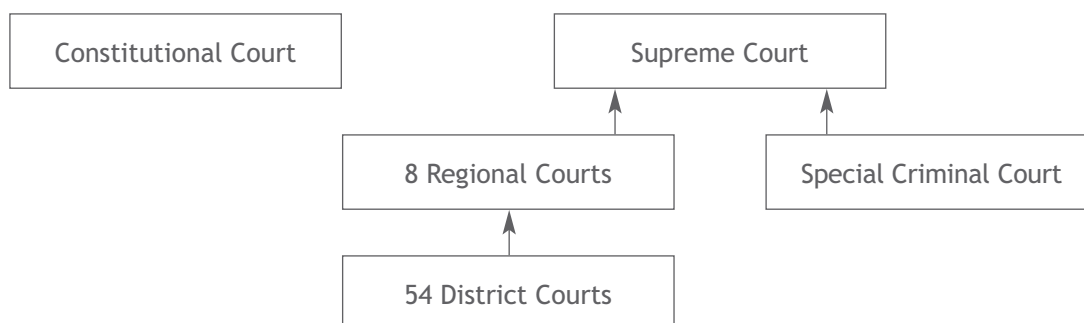 Constitutional Court
Supreme Court
8 Regional Courts
Special Criminal Court
54 District Courts